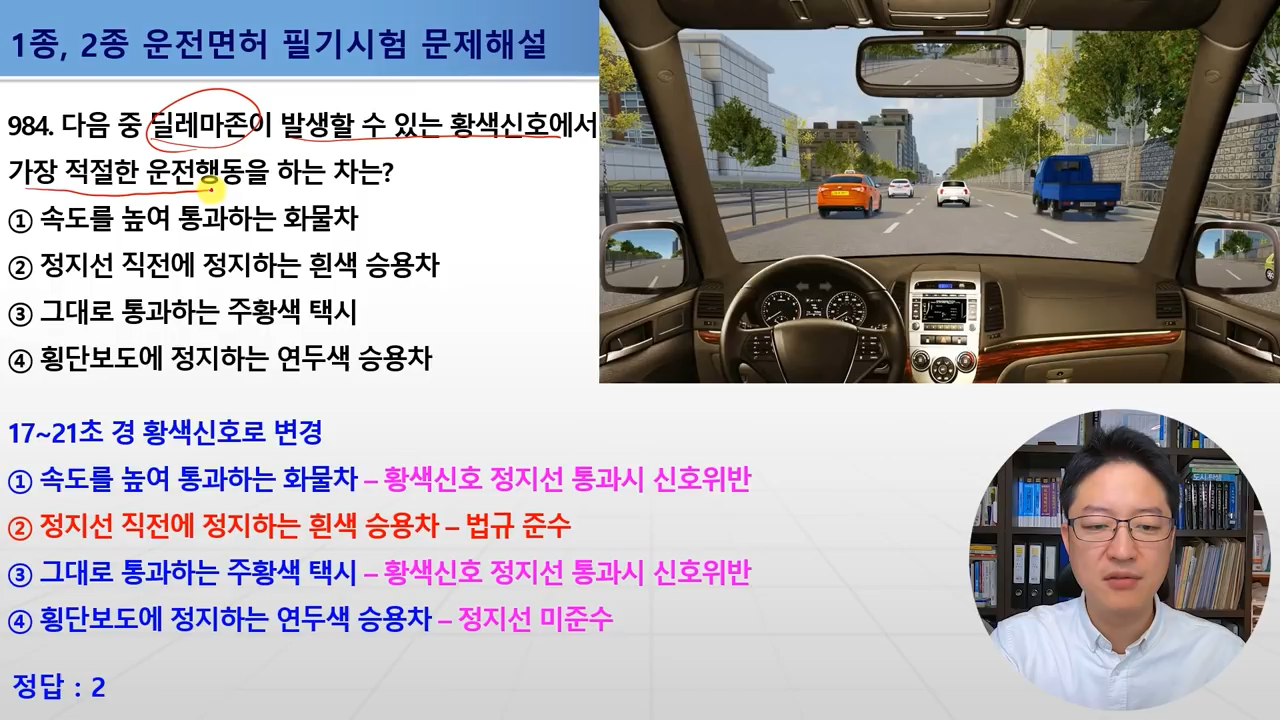 1종, 2종 운전면허 필기시험 문제해설
984. 다음 중 딜레마존이 발생할 수 있는 황색신호에서
가장 적절한 운전행동을 하는 차는?
① 속도를 높여 통과하는 화물차
② 정지선 직전에 정지하는 흰색 승용차
③ 그대로 통과하는 주황색 택시
④ 횡단보도에 정지하는 연두색 승용차
17~21초 경 황색신호로 변경
① 속도를 높여 통과하는 화물차 – 황색신호 정지선 통과시 신호위반
② 정지선 직전에 정지하는 흰색 승용차 – 법규 준수
③ 그대로 통과하는 주황색 택시 – 황색신호 정지선 통과시 신호위반
④ 횡단보도에 정지하는 연두색 승용차 – 정지선 미준수
정답 : 2